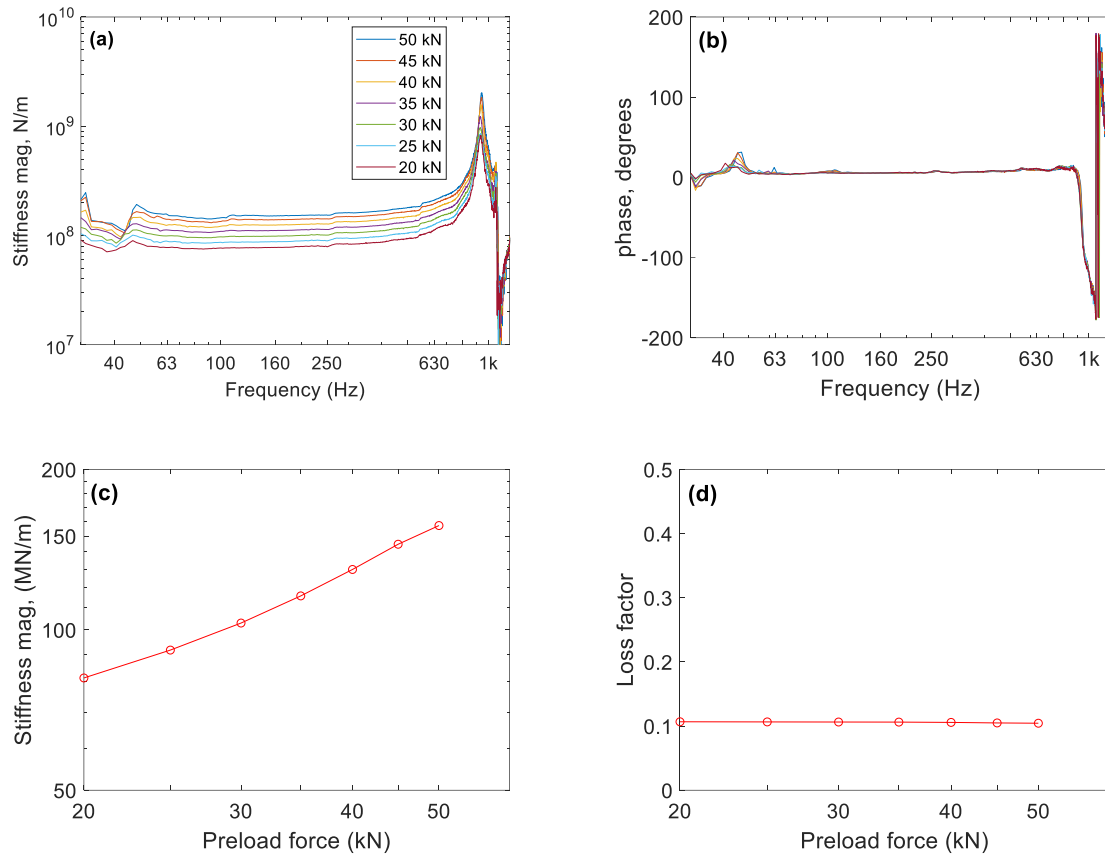 (a)
Stiffness mag, N/m
10^10
10^9
10^8
10^7
50 kN
45 kN
40 kN
35 kN
30 kN
25 kN
20 kN
40 63 100 160 250 630 1k
Frequency (Hz)
(b)
phase, degrees
200
100
0
-100
-200
40 63 100 160 250 630 1k
Frequency (Hz)
(c)
Stiffness mag, (MN/m)
200
150
100
50
20 30 40 50
Preload force (kN)
(d)
Loss factor
0.5
0.4
0.3
0.2
0.1
0
20 30 40 50
Preload force (kN)